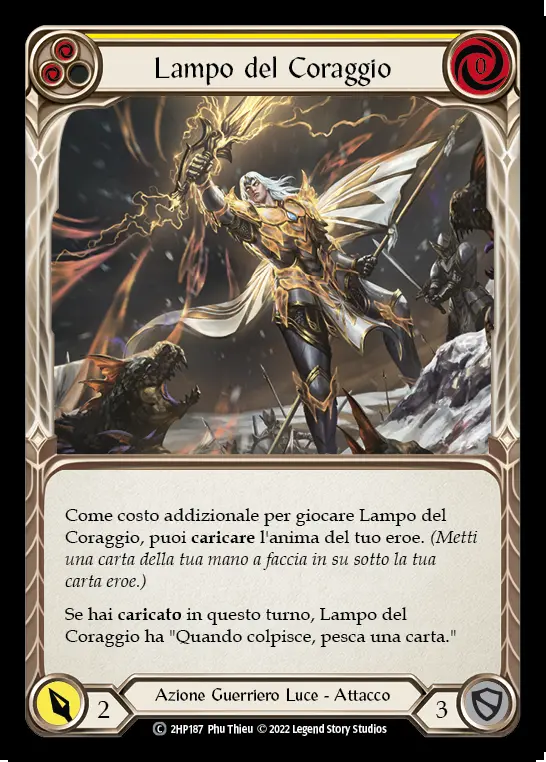 Lampo del Coraggio
0
Come costo addizionale per giocare Lampo del
Coraggio, puoi caricare l'anima del tuo eroe. (Metti
una carta della tua mano a faccia in su sotto la tua
carta eroe.)
Se hai caricato in questo turno, Lampo del
Coraggio ha "Quando colpisce, pesca una carta."
2
Azione Guerriero Luce - Attacco
3
C 2HP187 Phu Thieu © 2022 Legend Story Studios